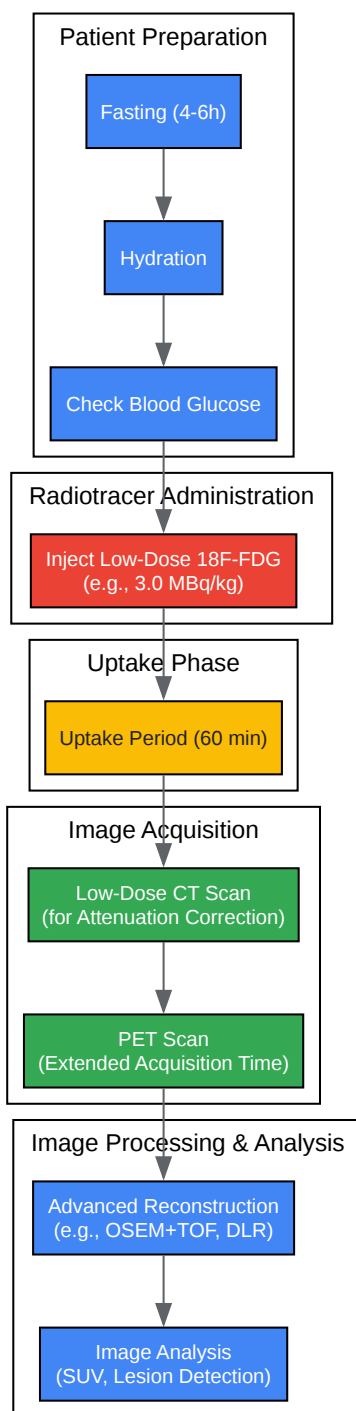 Patient Preparation
Fasting (4-6h)
Hydration
Check Blood Glucose
Radiotracer Administration
Inject Low-Dose 18F-FDG
(e.g., 3.0 MBq/kg)
Uptake Phase
Uptake Period (60 min)
Image Acquisition
Low-Dose CT Scan
(for Attenuation Correction)
PET Scan
(Extended Acquisition Time)
Image Processing & Analysis
Advanced Reconstruction
(e.g., OSEM+TOF, DLR)
Image Analysis
(SUV, Lesion Detection)